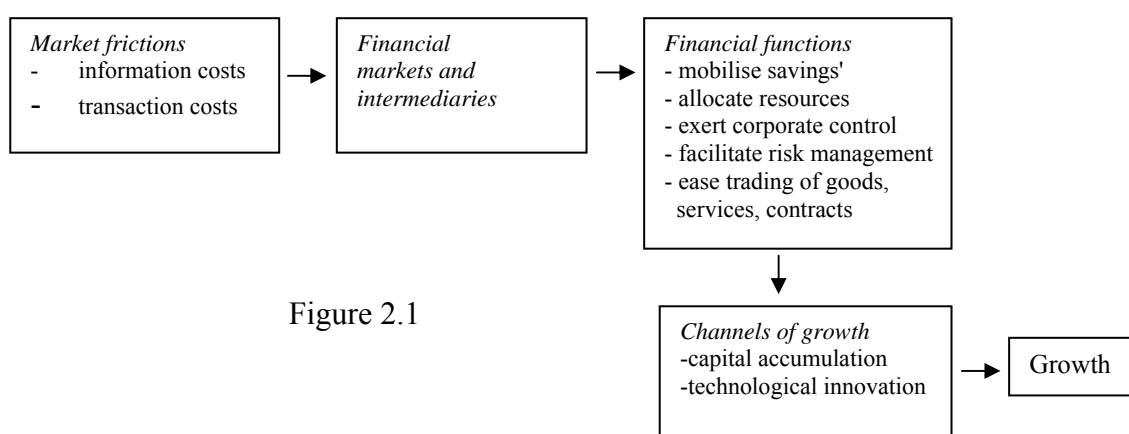 Market frictions
- information costs
- transaction costs
Financial
markets and
intermediaries
Financial functions
- mobilise savings'
- allocate resources
- exert corporate control
- facilitate risk management
- ease trading of goods,
services, contracts
Figure 2.1
Channels of growth
-capital accumulation
-technological innovation
Growth